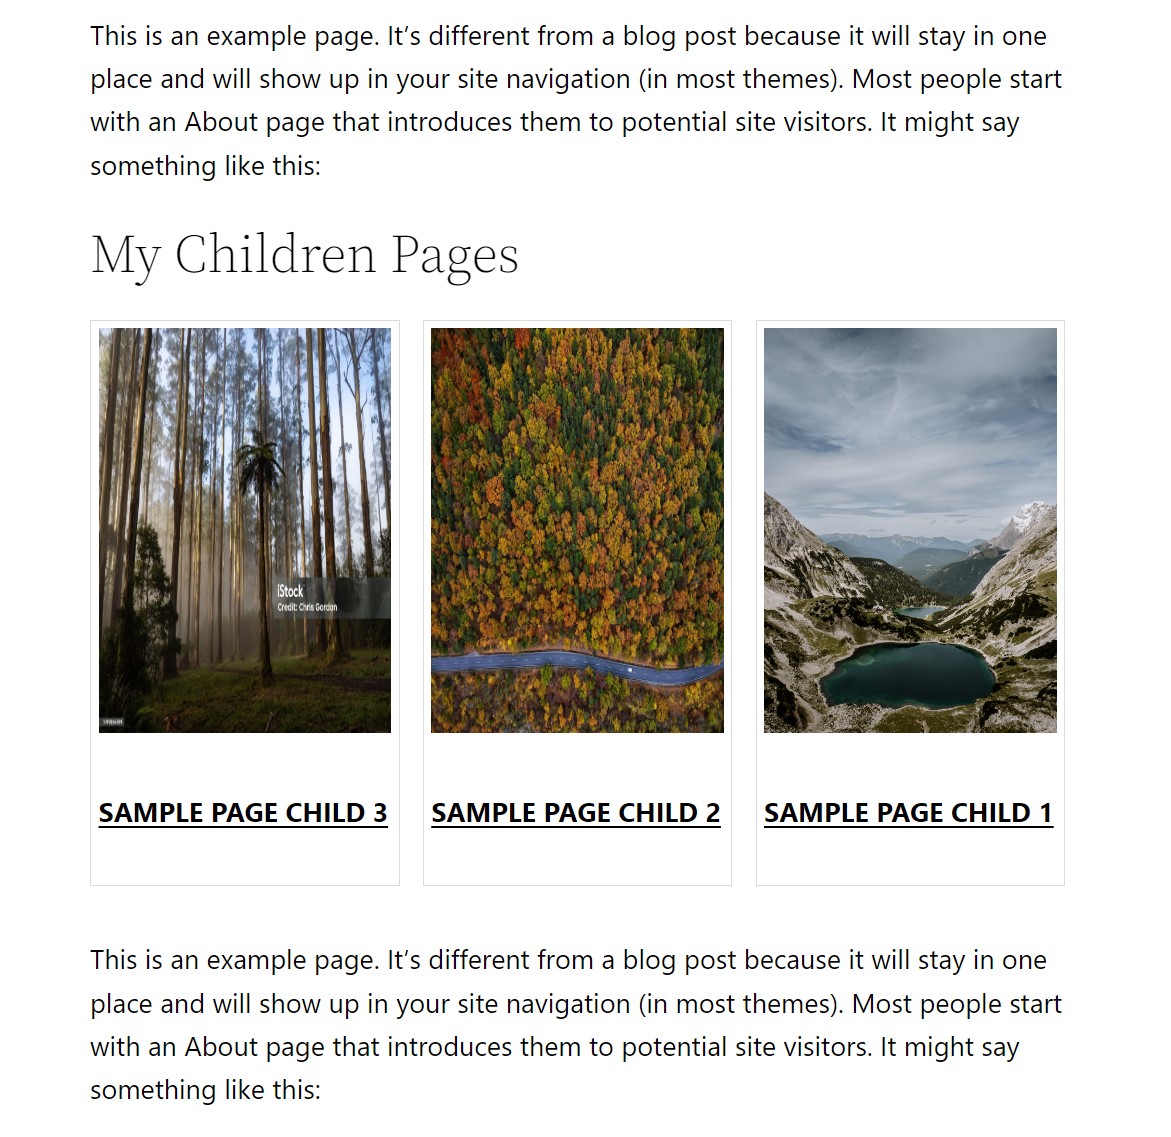 This is an example page. It’s different from a blog post because it will stay in one
place and will show up in your site navigation (in most themes). Most people start
with an About page that introduces them to potential site visitors. It might say
something like this:
My Children Pages
iStock
Credit: Chris Gordon
SAMPLE PAGE CHILD 3
SAMPLE PAGE CHILD 2
SAMPLE PAGE CHILD 1
This is an example page. It’s different from a blog post because it will stay in one
place and will show up in your site navigation (in most themes). Most people start
with an About page that introduces them to potential site visitors. It might say
something like this: